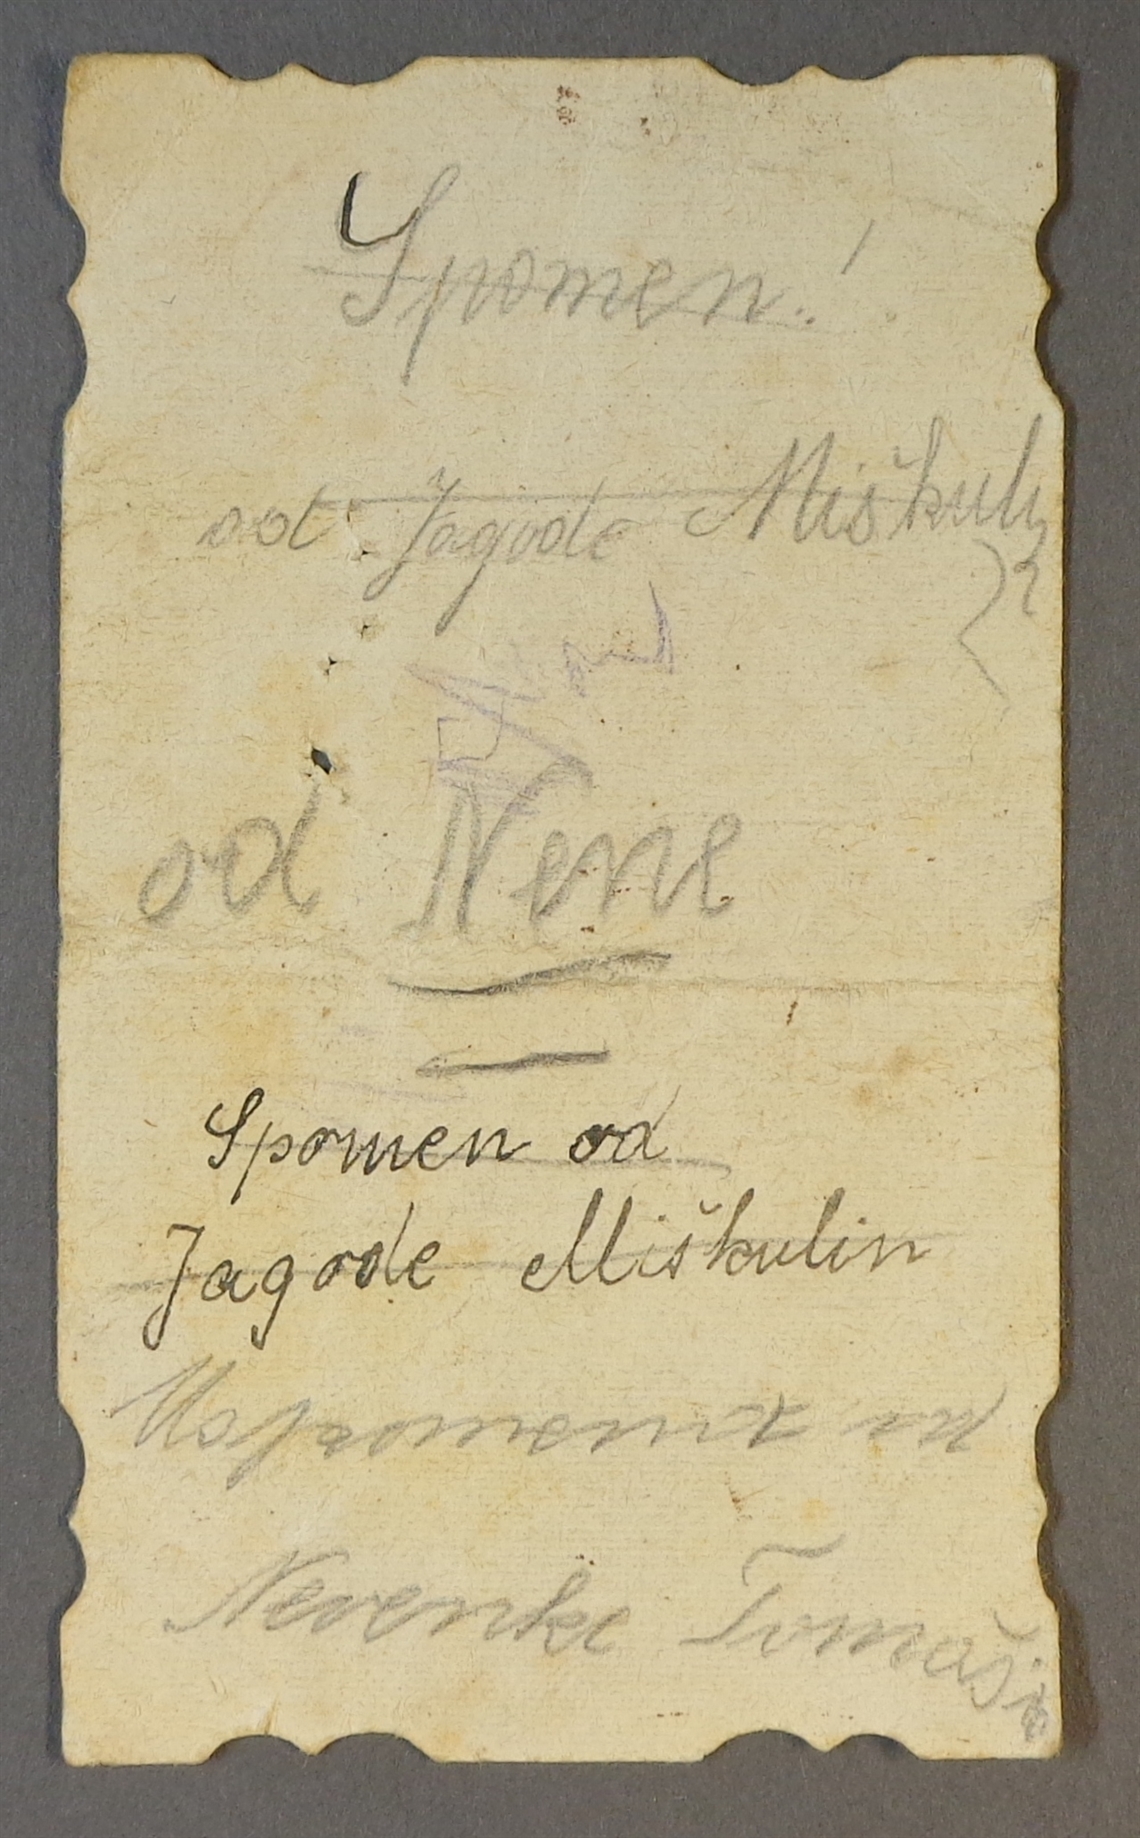 Spomen!
od Jagode Miškulin
od Nene
Spomen od
Jagode Miškulin
Uspomena od
Nevenke Tomašić